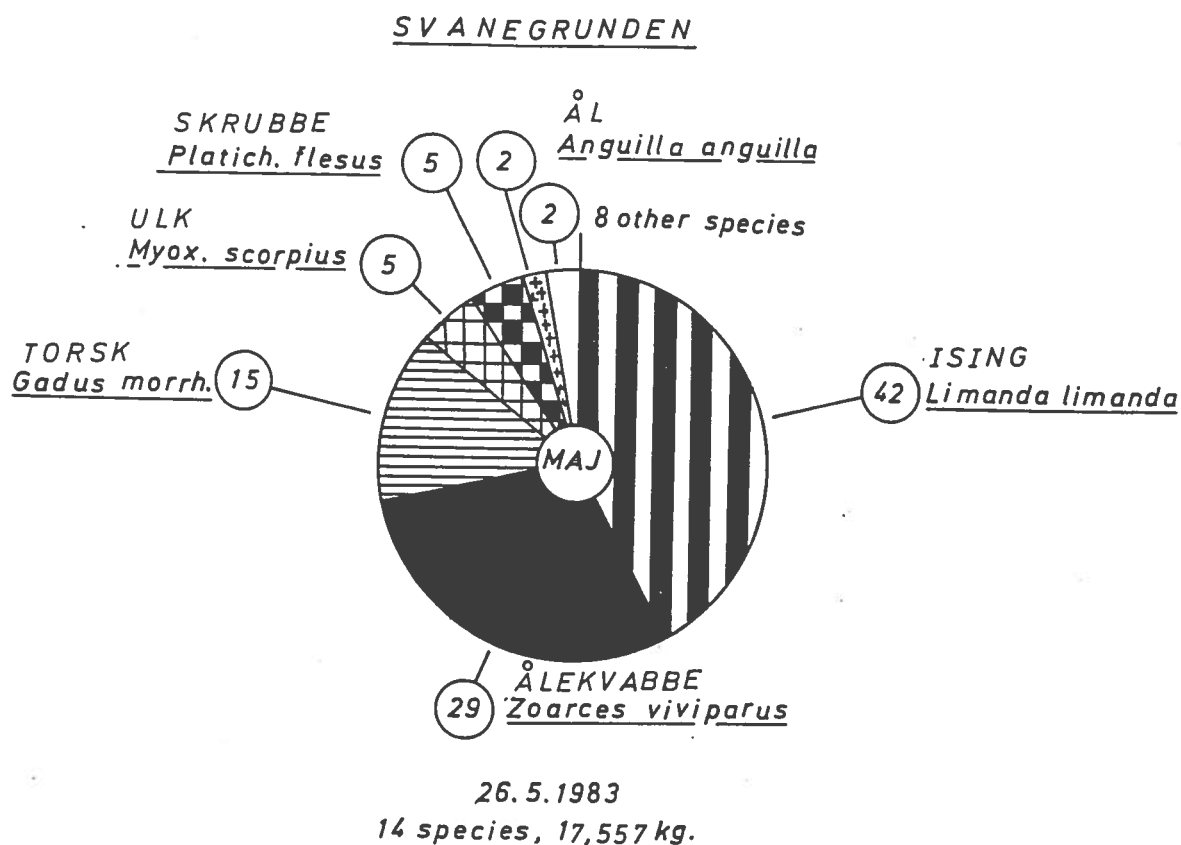 SVANEGRUNDEN
ÅL
Anguilla anguilla
2
SKRUBBE
Platich. flesus
5
2
8 other species
ULK
Myox. scorpius
5
TORSK
Gadus morrh.
15
ISING
Limanda limanda
42
MAJ
ÅLEKVABBE
Zoarces viviparus
29
26.5.1983
14 species, 17,557 kg.